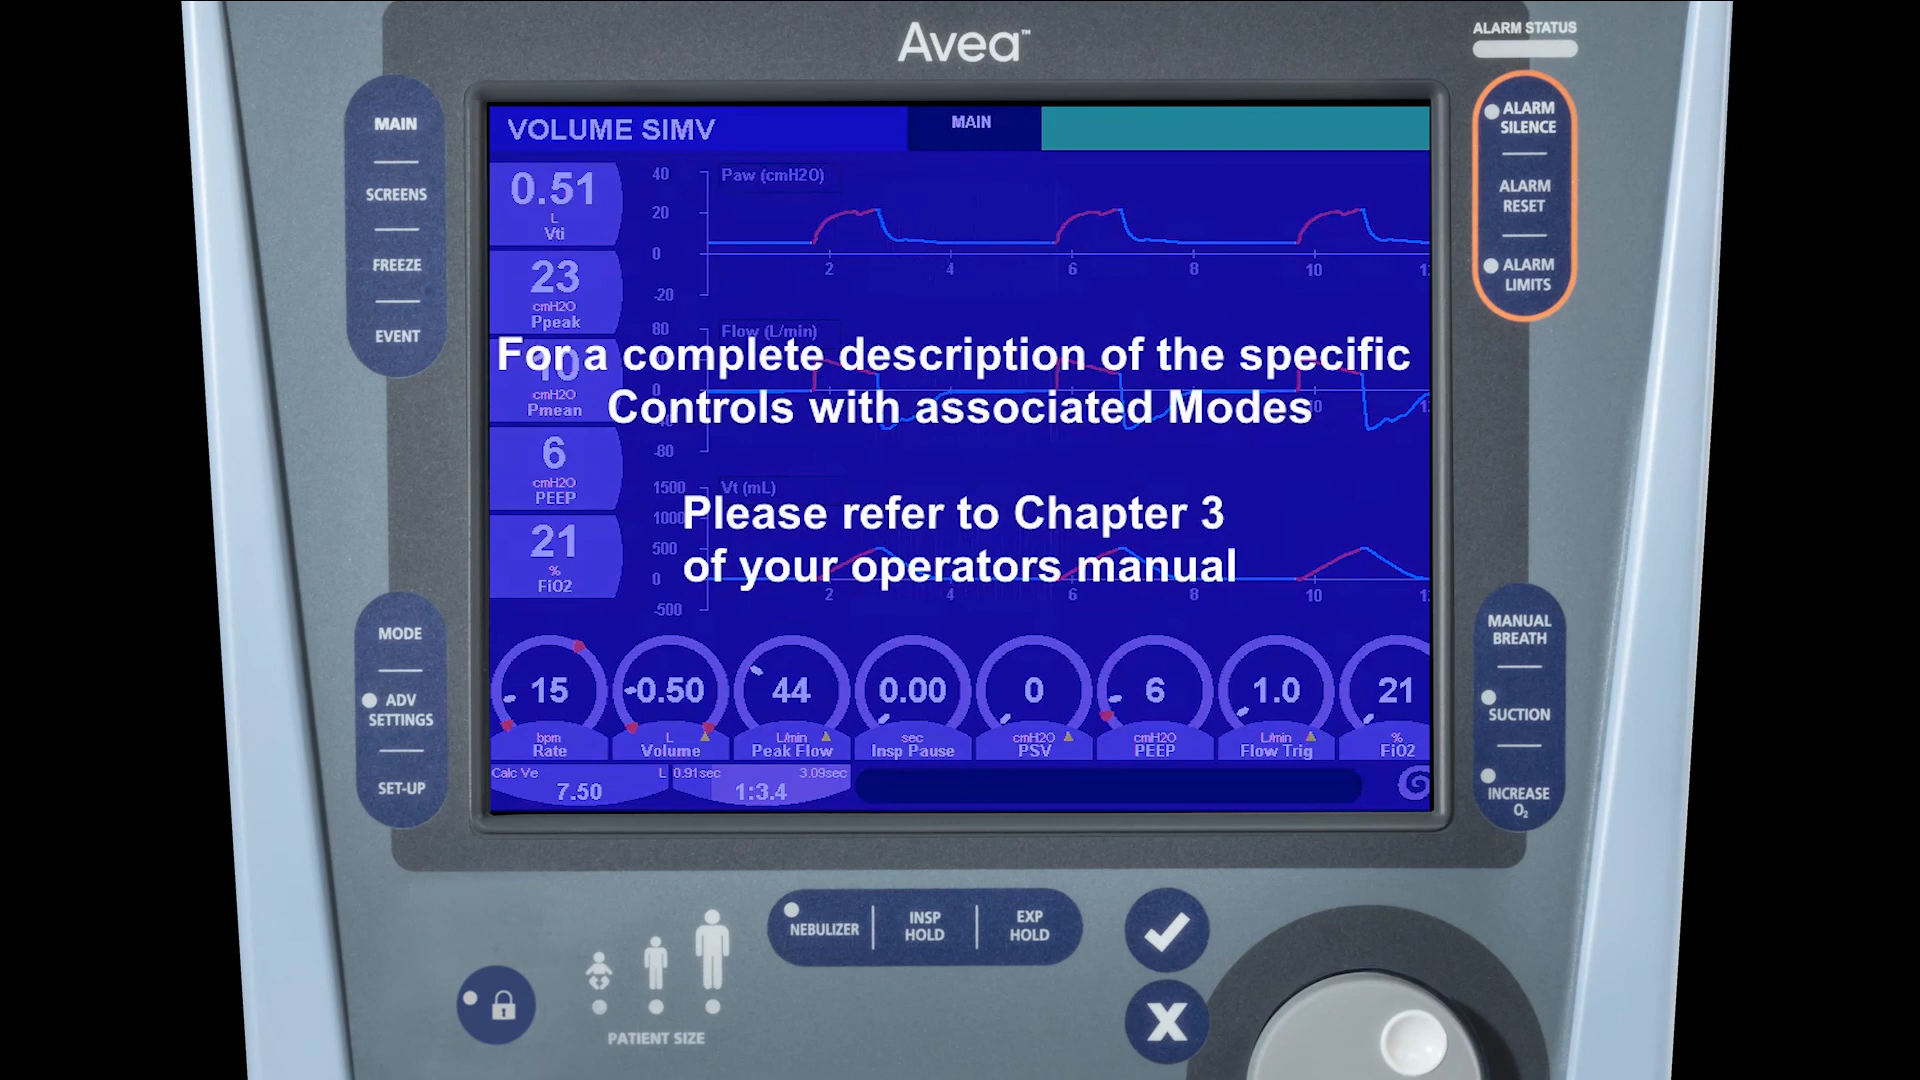 Avea™
ALARM STATUS
MAIN
SCREENS
FREEZE
EVENT
MODE
ADV
SETTINGS
SET-UP
VOLUME SIMV
MAIN
0.51
L
Vti
23
cmH2O
Ppeak
10
cmH2O
Pmean
6
cmH2O
PEEP
21
%
FiO2
Paw (cmH2O)
40
20
0
-20
2 4 6 8 10
Flow (L/min)
80
0
-80
Vt (mL)
1500
1000
500
0
-500
2 6 10
For a complete description of the specific
Controls with associated Modes
Please refer to Chapter 3
of your operators manual
15
bpm
Rate
0.50
L
Volume
44
L/min
Peak Flow
0.00
sec
Insp Pause
0
cmH2O
PSV
6
cmH2O
PEEP
1.0
L/min
Flow Trig
21
%
FiO2
Calc Ve L
7.50
0.91sec 3.09sec
1:3.4
ALARM
SILENCE
ALARM
RESET
ALARM
LIMITS
MANUAL
BREATH
SUCTION
INCREASE
O₂
NEBULIZER
INSP
HOLD
EXP
HOLD
PATIENT SIZE